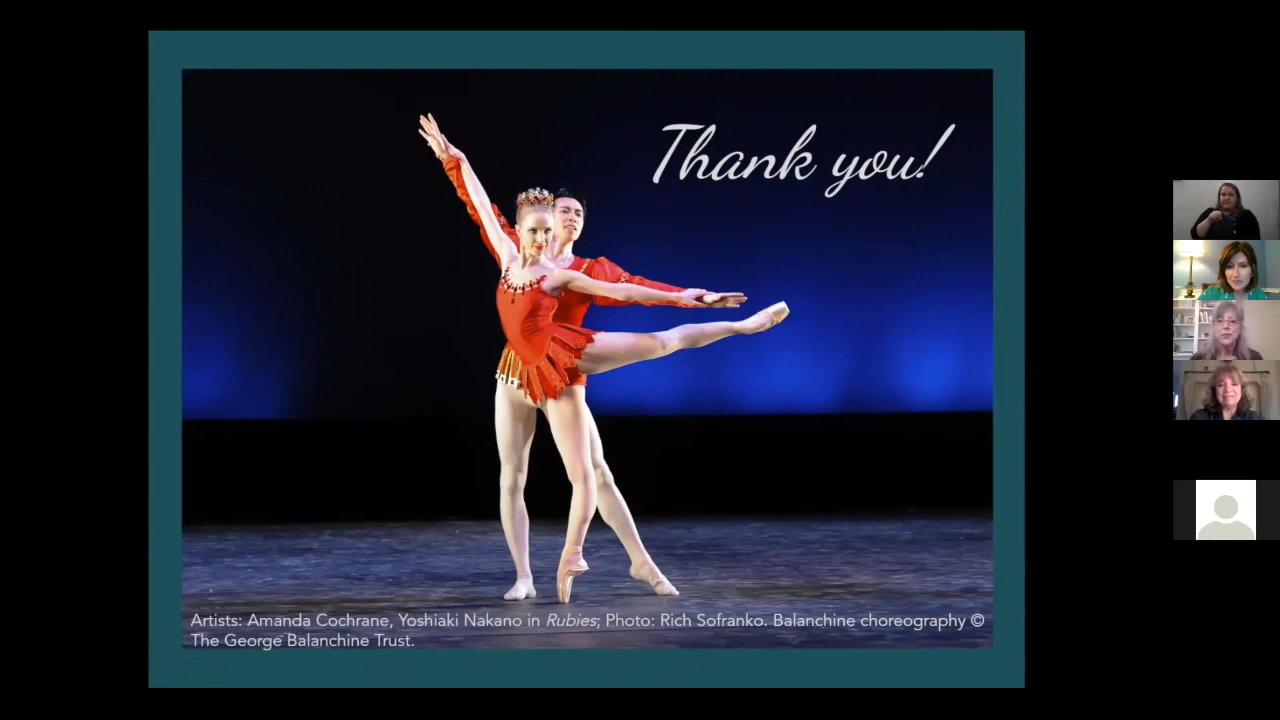 Thank you!
Artists: Amanda Cochrane, Yoshiaki Nakano in Rubies; Photo: Rich Sofranko. Balanchine choreography ©
The George Balanchine Trust.